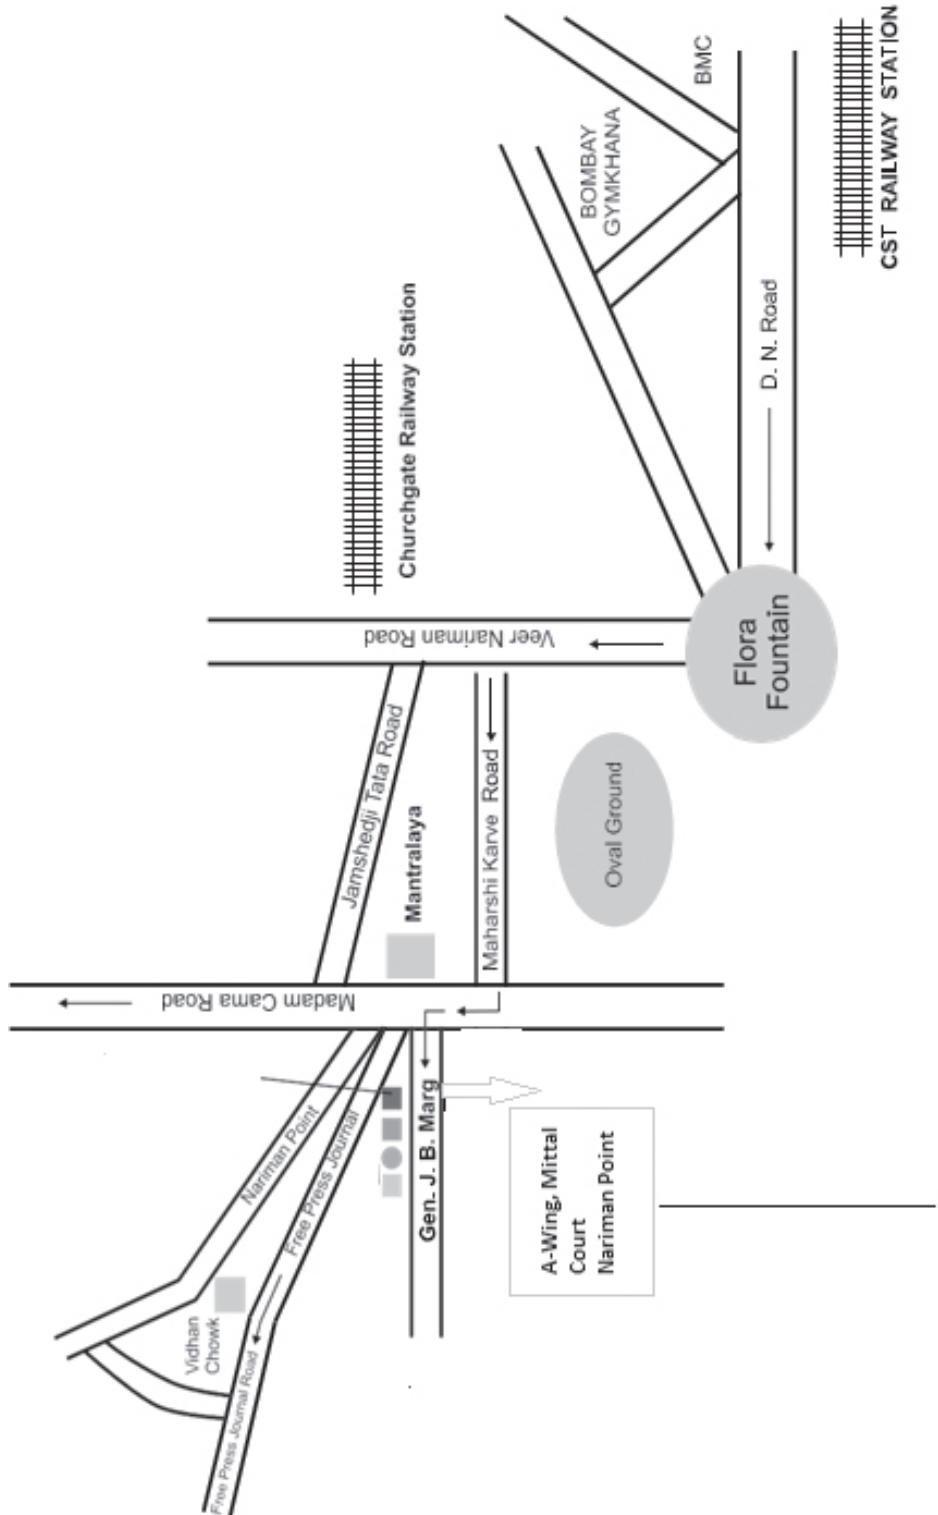 CST RAILWAY STATION
BMC
BOMBAY
GYMKHANA
D. N. Road
Churchgate Railway Station
Veer Nariman Road
Flora
Fountain
Jamshedji Tata Road
Maharshi Karve Road
Oval Ground
Mantralaya
Madam Cama Road
Nariman Point
Free Press Journal
Gen. J. B. Marg
A-Wing, Mittal
Court
Nariman Point
Vidhan
Chowk
Free Press Journal Road